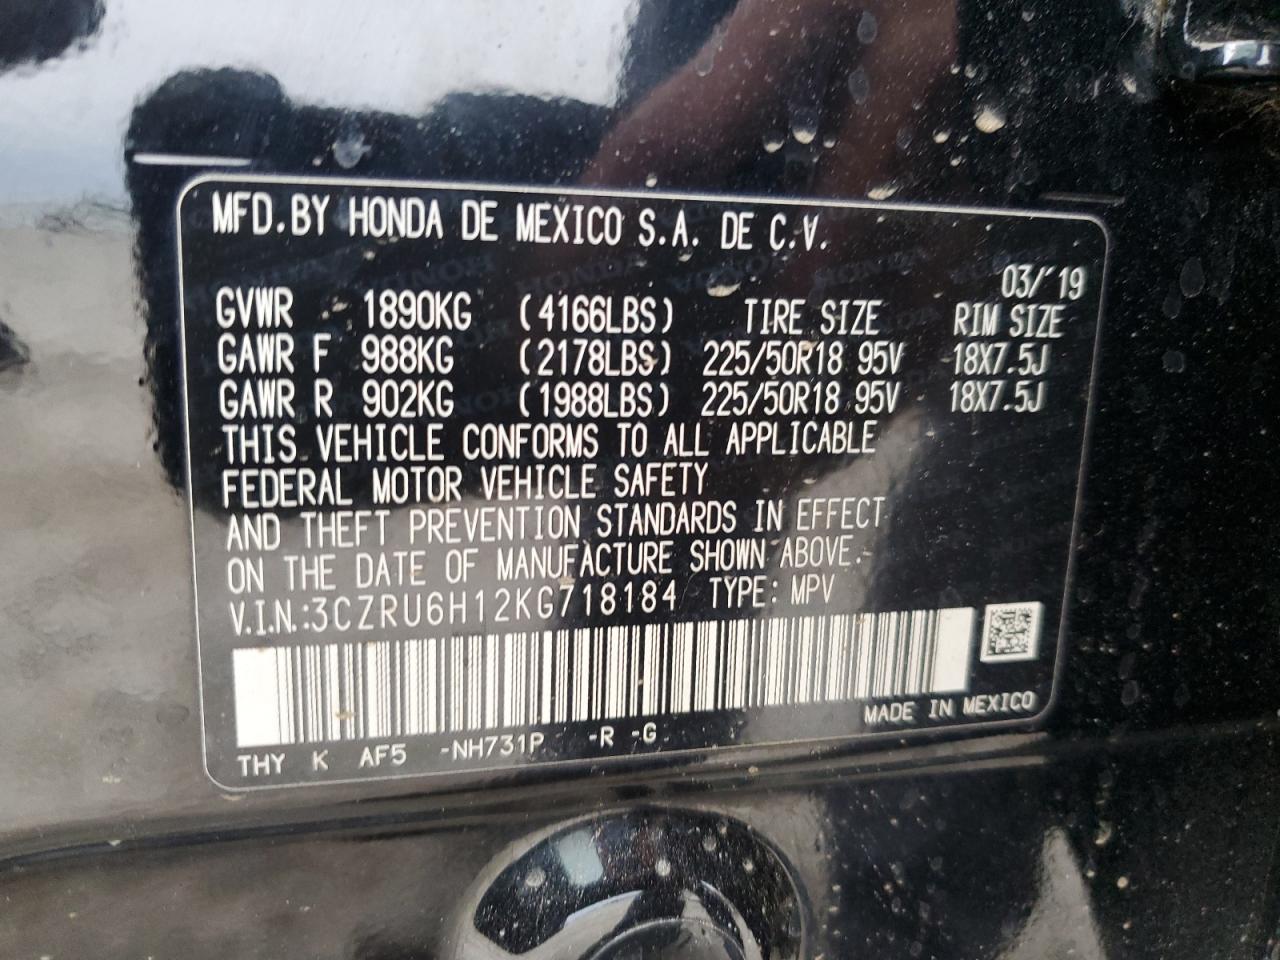 MFD. BY HONDA DE MEXICO S.A. DE C.V.
03/'19
GVWR 1890KG (4166LBS) TIRE SIZE RIM SIZE
GAWR F 988KG (2178LBS) 225/50R18 95V 18X7.5J
GAWR R 902KG (1988LBS) 225/50R18 95V 18X7.5J
THIS VEHICLE CONFORMS TO ALL APPLICABLE
FEDERAL MOTOR VEHICLE SAFETY
AND THEFT PREVENTION STANDARDS IN EFFECT
ON THE DATE OF MANUFACTURE SHOWN ABOVE.
V.I.N.:3CZRU6H12KG718184 TYPE: MPV
MADE IN MEXICO
THY K AF5 -NH731P -R -G